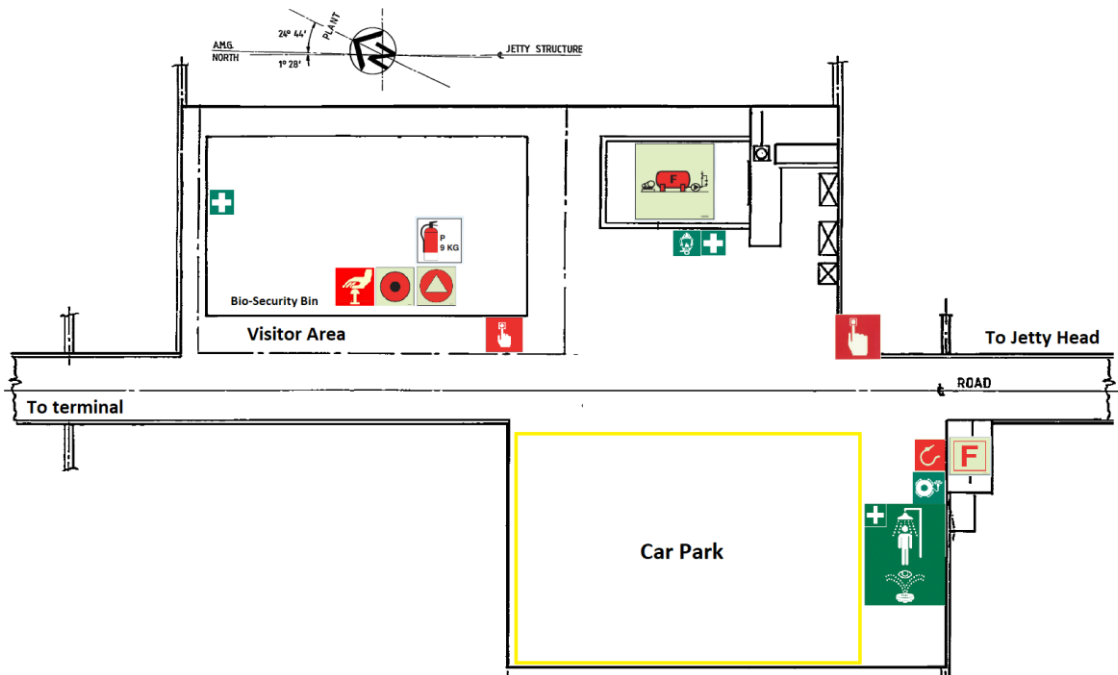 24° 44'
PLANT
N
A.M.G.
NORTH
1° 28'
JETTY STRUCTURE
F
P
9 KG
Bio-Security Bin
Visitor Area
To Jetty Head
ROAD
To terminal
F
Car Park